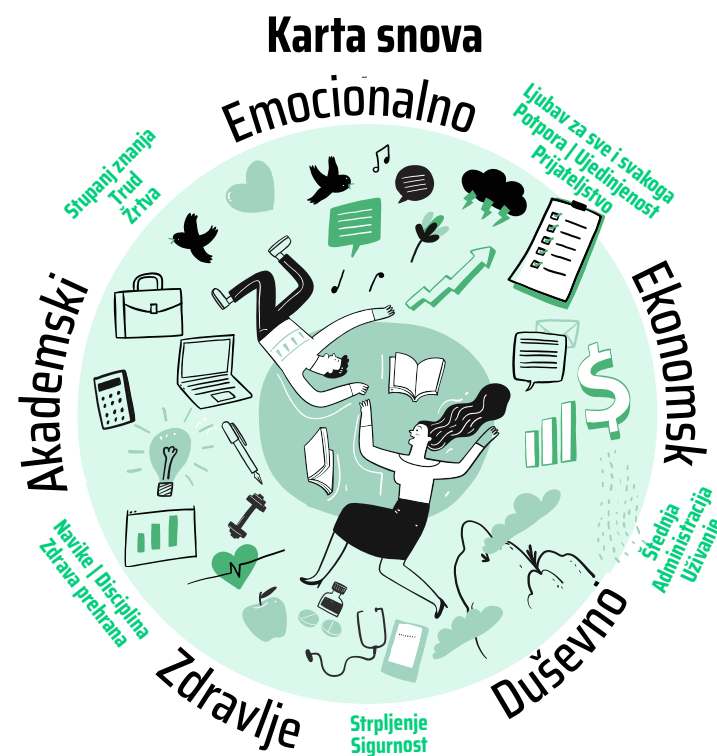 Karta snova
Emocionalno
Ljubav za sve i svakoga
Potpora | Ujedinjenost
Prijateljstvo
Stupanj znanja
Trud
Žrtva
Akademski
Ekonomsk
Štednja
Administracija
Uživanje
Navike | Disciplina
Zdrava prehrana
Zdravlje
Duševno
Strpljenje
Sigurnost